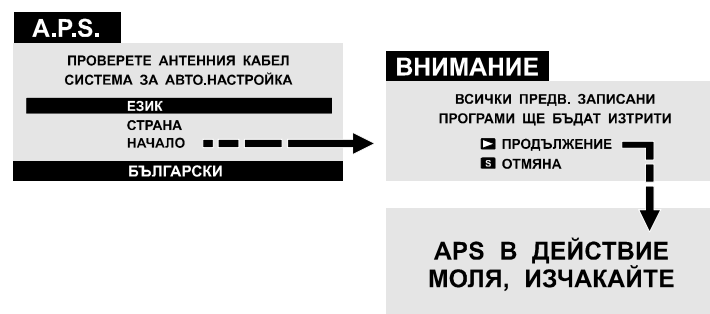 A.P.S.
ПРОВЕРЕТЕ АНТЕННИЯ КАБЕЛ
СИСТЕМА ЗА АВТО.НАСТРОЙКА
ЕЗИК
СТРАНА
НАЧАЛО
БЪЛГАРСКИ
ВНИМАНИЕ
ВСИЧКИ ПРЕДВ. ЗАПИСАНИ
ПРОГРАМИ ЩЕ БЪДАТ ИЗТРИТИ
ПРОДЪЛЖЕНИЕ
S ОТМЯНА
APS В ДЕЙСТВИЕ
МОЛЯ, ИЗЧАКАЙТЕ